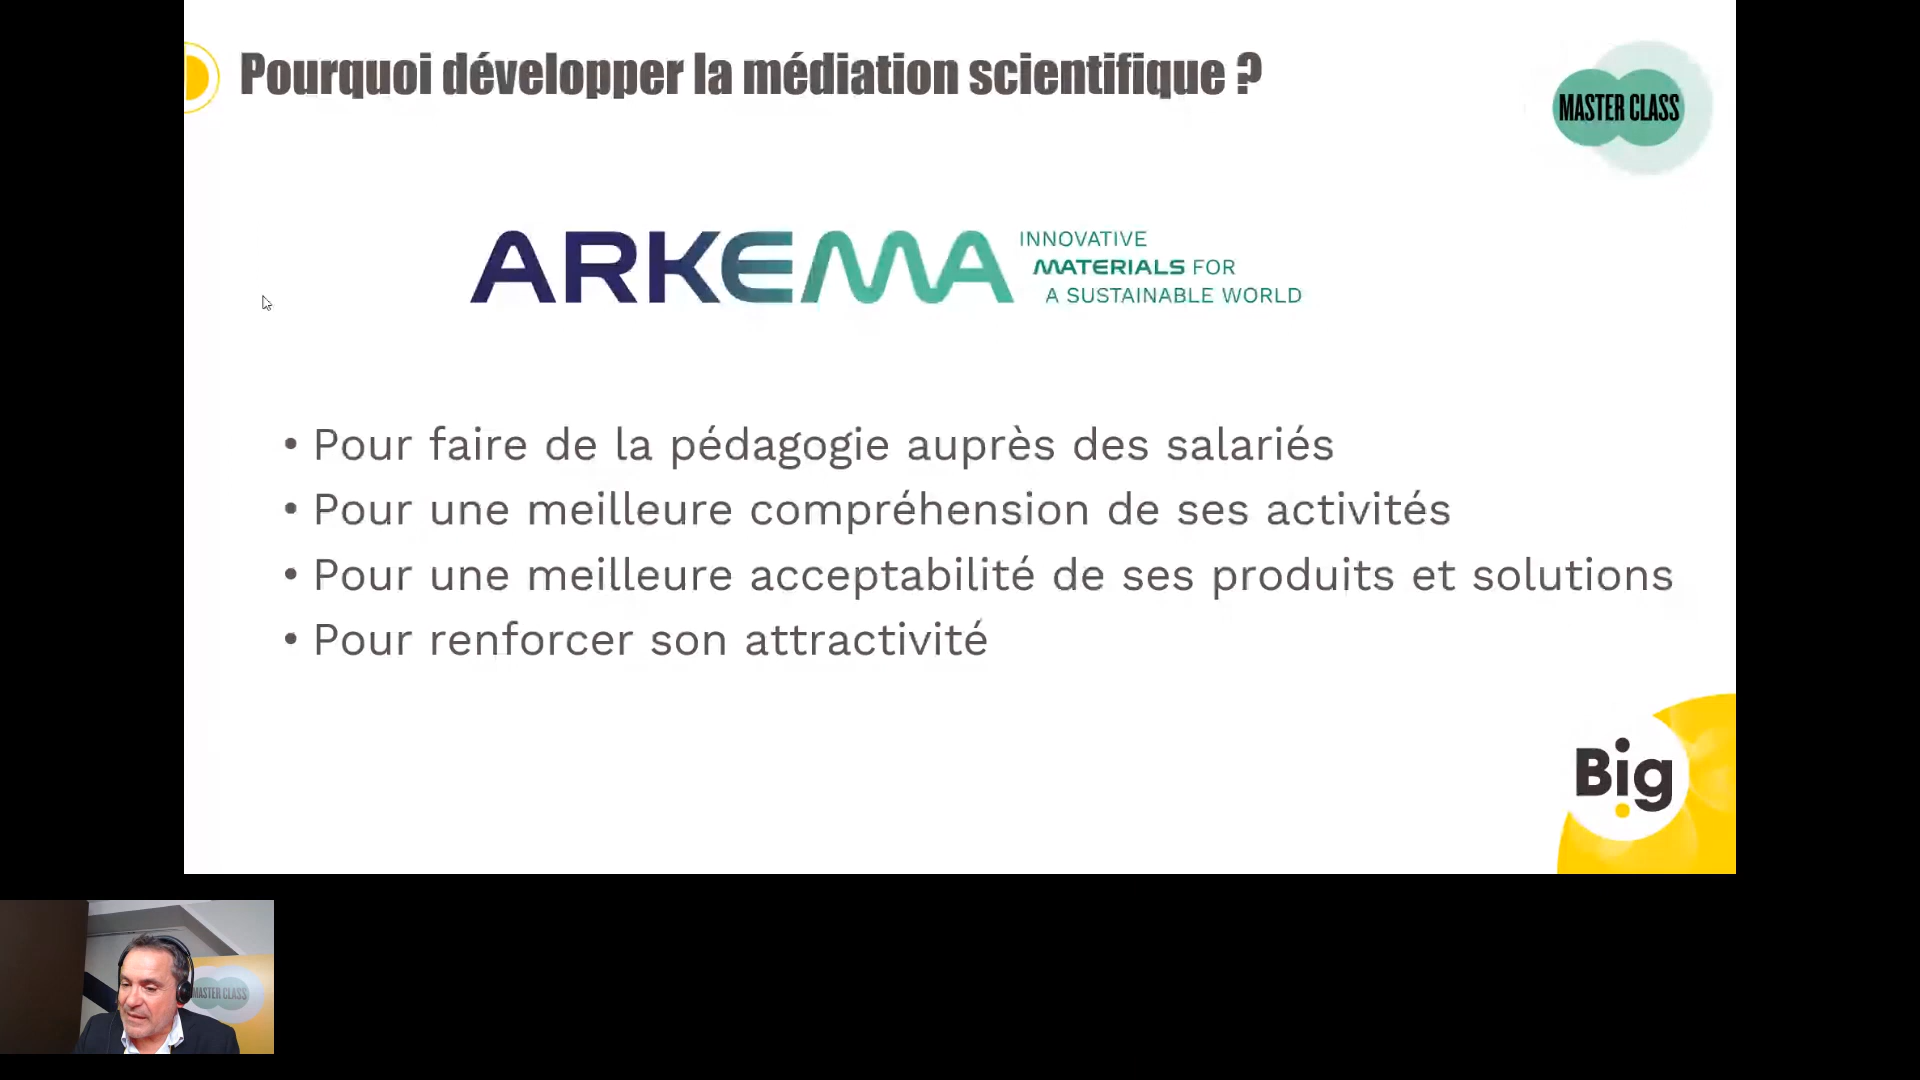 Pourquoi développer la médiation scientifique ?
MASTER CLASS
ARKEMA
INNOVATIVE
MATERIALS FOR
A SUSTAINABLE WORLD
• Pour faire de la pédagogie auprès des salariés
• Pour une meilleure compréhension de ses activités
• Pour une meilleure acceptabilité de ses produits et solutions
• Pour renforcer son attractivité
Big
MASTER CLASS